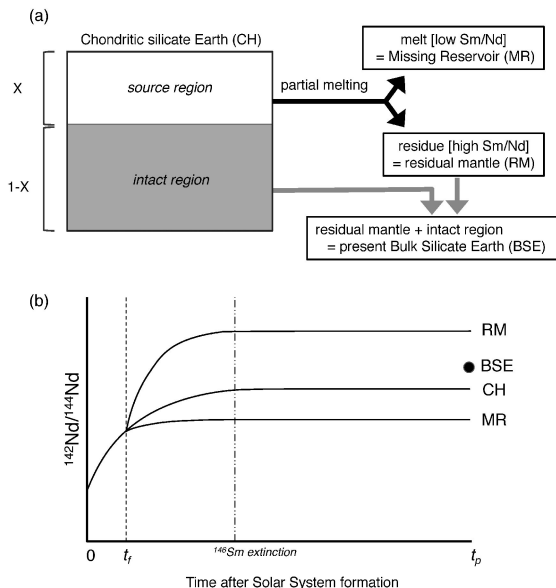 (a)
Chondritic silicate Earth (CH)
X
source region
1-X
intact region
partial melting
melt [low Sm/Nd]
= Missing Reservoir (MR)
residue [high Sm/Nd]
= residual mantle (RM)
residual mantle + intact region
= present Bulk Silicate Earth (BSE)
(b)
142Nd/144Nd
RM
BSE
CH
MR
0
tf
146Sm extinction
tp
Time after Solar System formation